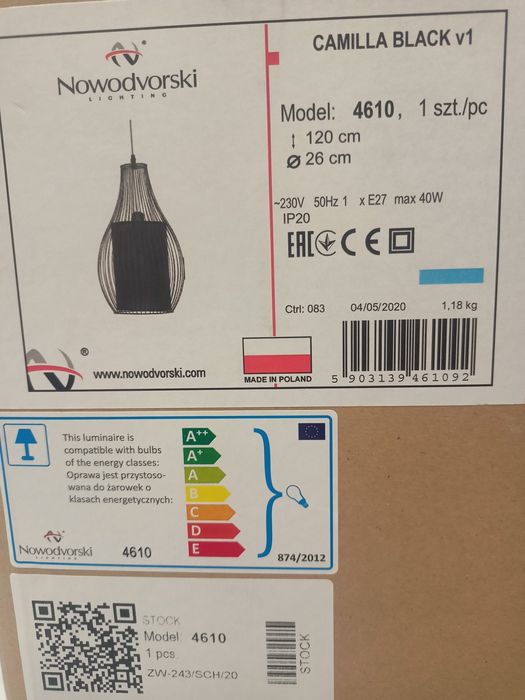 Nowodvorski
LIGHTING
CAMILLA BLACK v1
Model: 4610, 1 szt./pc
120 cm
26 cm
~230V 50Hz 1 x E27 max 40W
IP20
EAC CE
Ctrl: 083 04/05/2020 1,18 kg
®
www.nowodvorski.com
MADE IN POLAND
5 903139 461092
This luminaire is
compatible with bulbs
of the energy classes:
Oprawa jest przystoso-
wana do żarowek o
klasach energetycznych:
A++
A+
A
B
C
D
E
Nowodvorski
LIGHTING
4610
874/2012
STOCK
Model: 4610
1 pcs.
ZW-243/SCH/20
STOCK